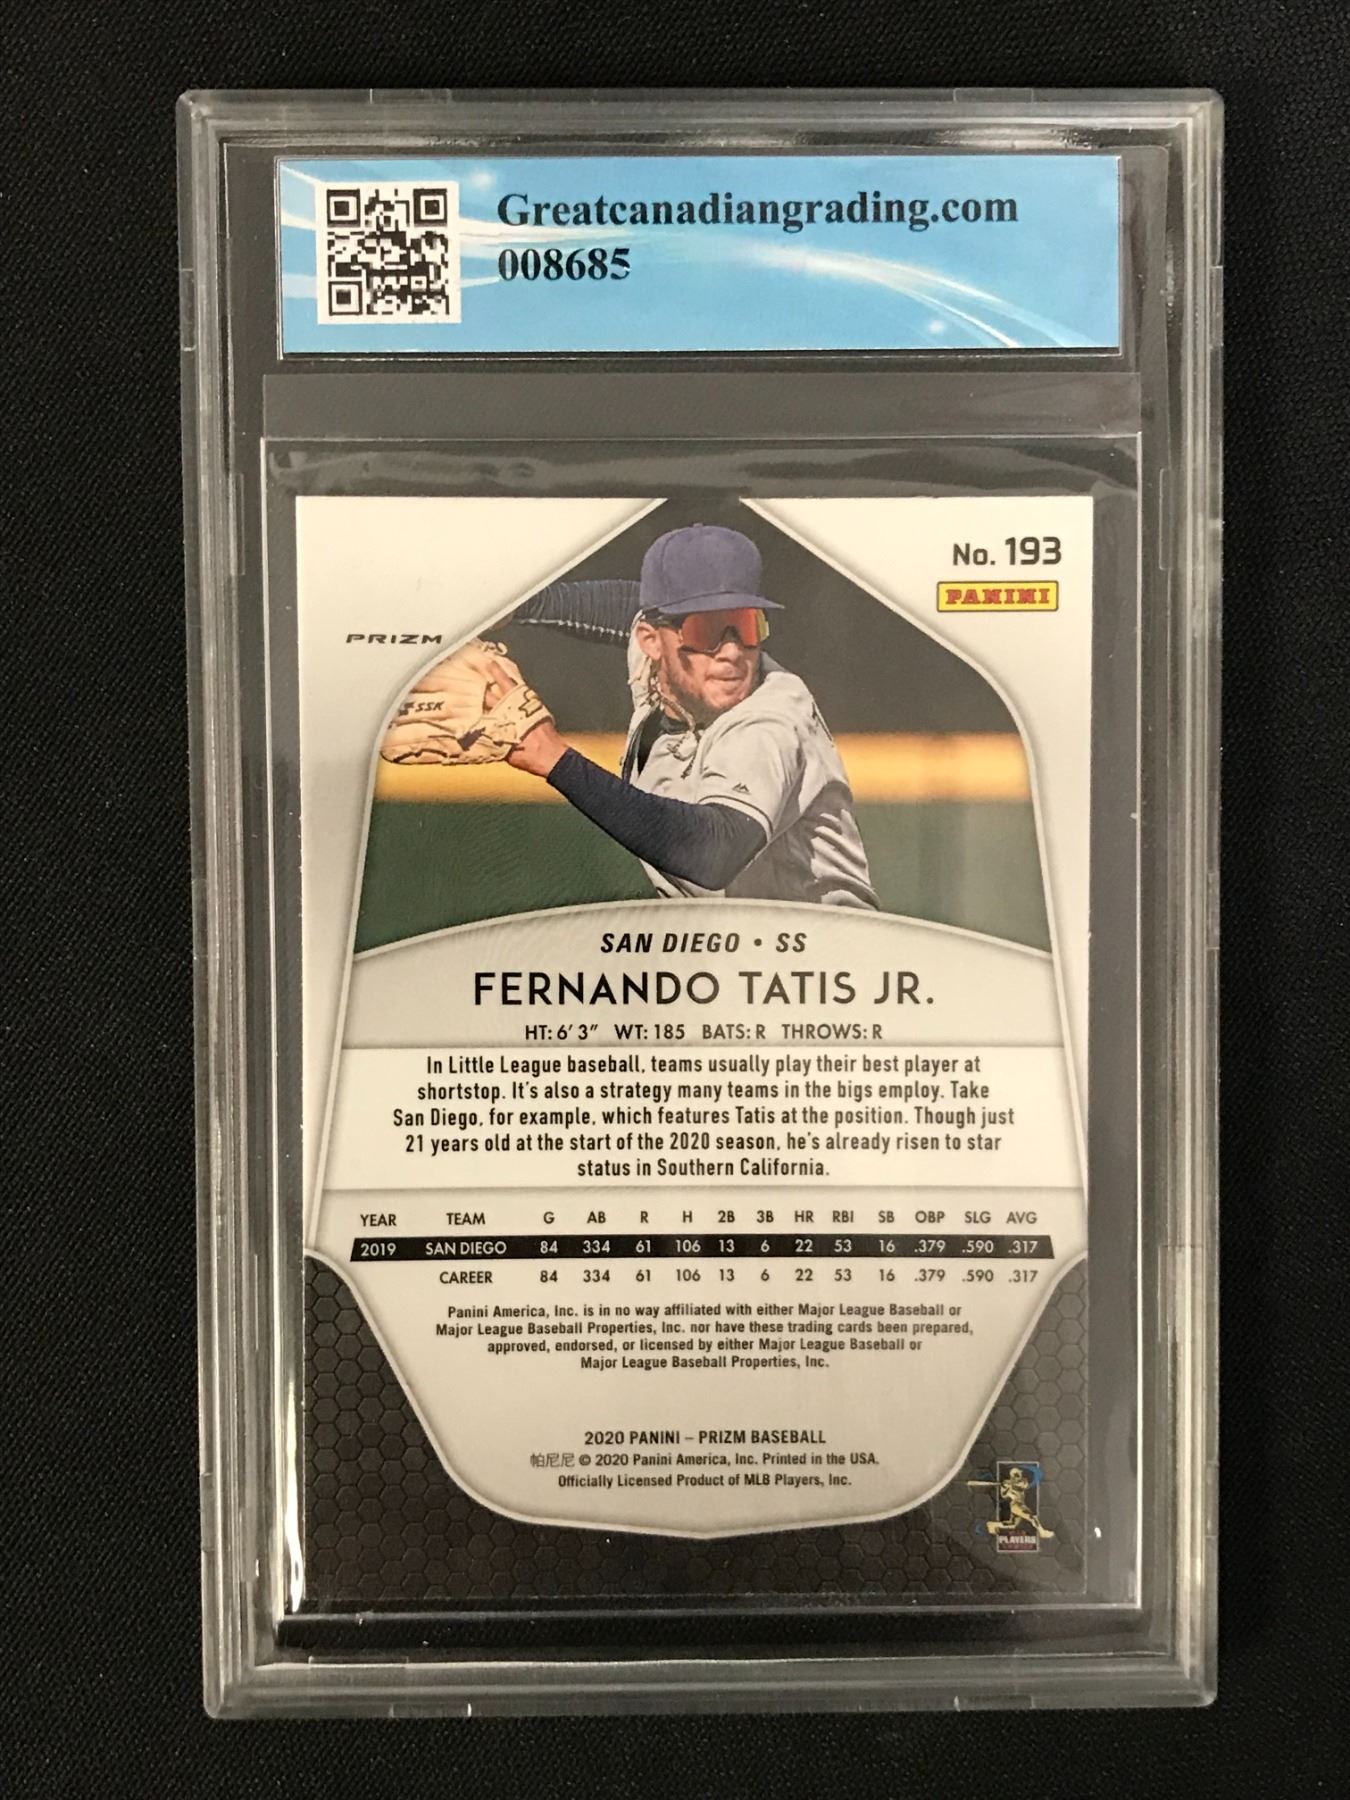 Greatcanadiangrading.com
008685
No. 193
PANINI
PRIZM
SSK
SAN DIEGO • SS
FERNANDO TATIS JR.
HT: 6' 3" WT: 185 BATS: R THROWS: R
In Little League baseball, teams usually play their best player at
shortstop. It's also a strategy many teams in the bigs employ. Take
San Diego, for example, which features Tatis at the position. Though just
21 years old at the start of the 2020 season, he's already risen to star
status in Southern California.
YEAR TEAM G AB R H 2B 3B HR RBI SB OBP SLG AVG
2019 SAN DIEGO 84 334 61 106 13 6 22 53 16 .379 .590 .317
CAREER 84 334 61 106 13 6 22 53 16 .379 .590 .317
Panini America, Inc. is in no way affiliated with either Major League Baseball or
Major League Baseball Properties, Inc. nor have these trading cards been prepared,
approved, endorsed, or licensed by either Major League Baseball or
Major League Baseball Properties, Inc.
2020 PANINI – PRIZM BASEBALL
帕尼尼 © 2020 Panini America, Inc. Printed in the USA.
Officially Licensed Product of MLB Players, Inc.
PLAYERS